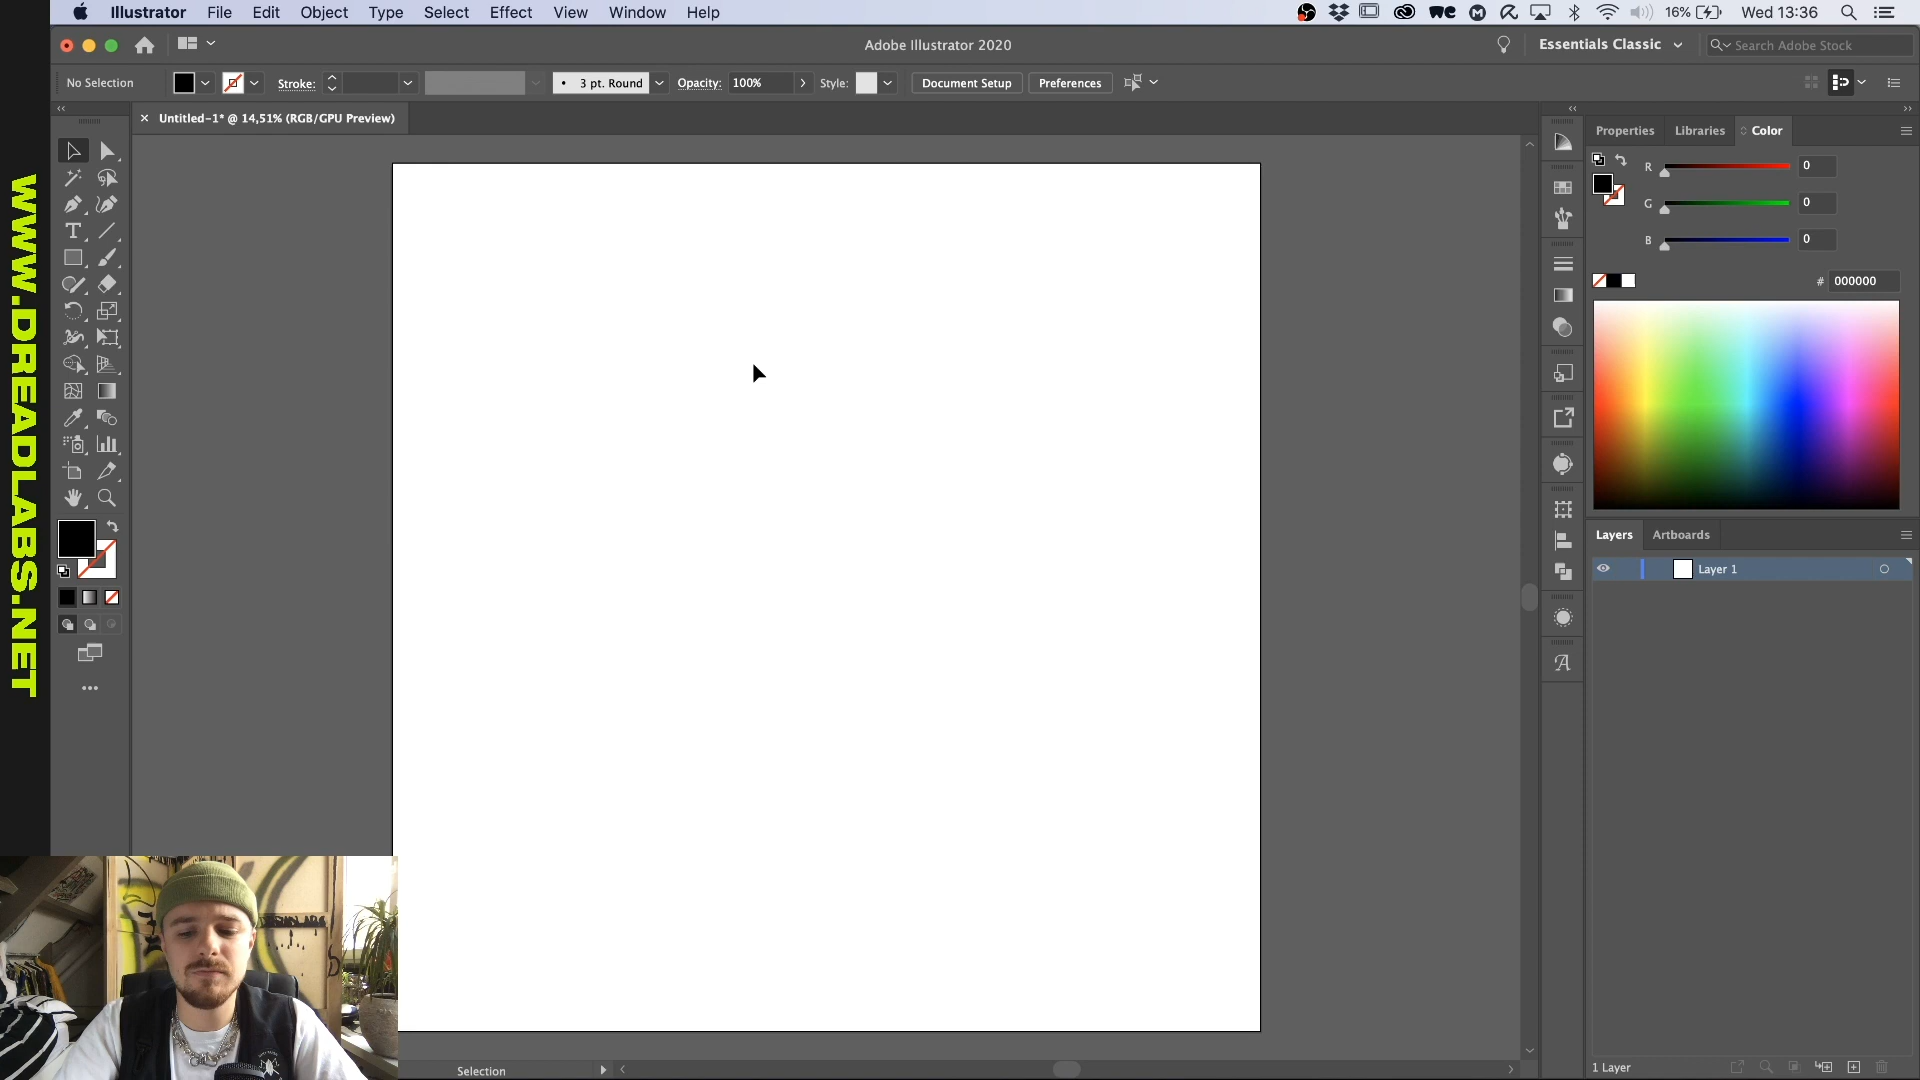 Illustrator File Edit Object Type Select Effect View Window Help
16% Wed 13:36
Adobe Illustrator 2020
Essentials Classic
Search Adobe Stock
No Selection
Stroke:
3 pt. Round
Opacity: 100%
Style:
Document Setup
Preferences
Untitled-1* @ 14,51% (RGB/GPU Preview)
Properties Libraries Color
R 0
G 0
B 0
# 000000
WWW.DREADLABS.NET
Layers Artboards
Layer 1
Selection
1 Layer